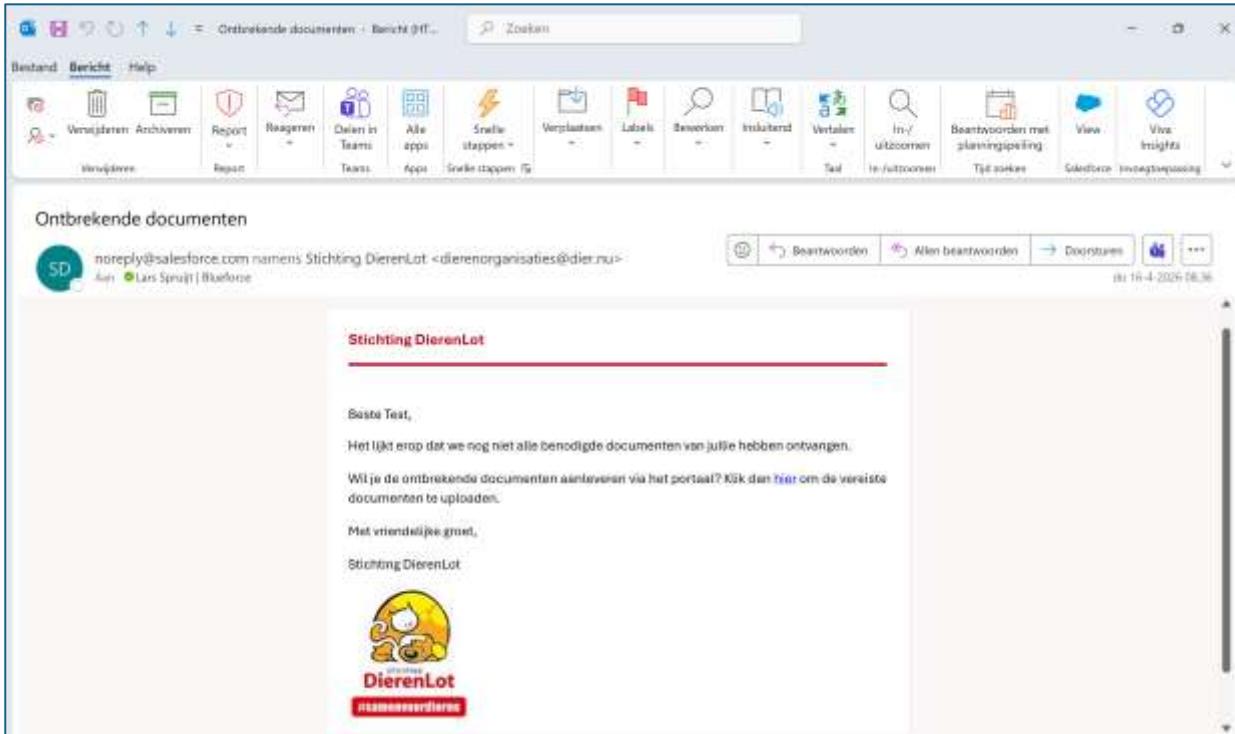 Ontbrekende documenten - Bericht (HT...
Zoeken
Bestand Bericht Help
Verwijderen Archiveren Report Reageren Delen in Teams Alle apps Snelle stappen Verplaatsen Labels Bewerken Insluitend Vertalen In-/uitzoomen Beantwoorden met planningspeiling View Viva Insights
Verwijderen Report Teams Apps Snelle stappen Taal In-/uitzoomen Tijd zoeken Salesforce Invoegtoepassing
Ontbrekende documenten
SD
noreply@salesforce.com namens Stichting DierenLot <dierenorganisaties@dier.nu>
Aan Lars Spruijt | Blueforce
Beantwoorden Allen beantwoorden Doorsturen
do 16-4-2026 08:36
Stichting DierenLot
Beste Test,
Het lijkt erop dat we nog niet alle benodigde documenten van jullie hebben ontvangen.
Wil je de ontbrekende documenten aanleveren via het portaal? Klik dan hier om de vereiste
documenten te uploaden.
Met vriendelijke groet,
Stichting DierenLot
stichting
DierenLot
#samenvoordieren